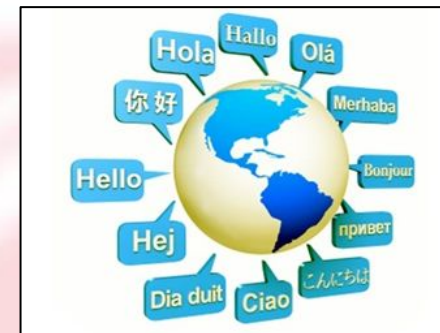 Hallo
Hola
Olá
你好
Merhaba
Hello
Bonjour
Hej
привет
Dia duit
Ciao
こんにちは